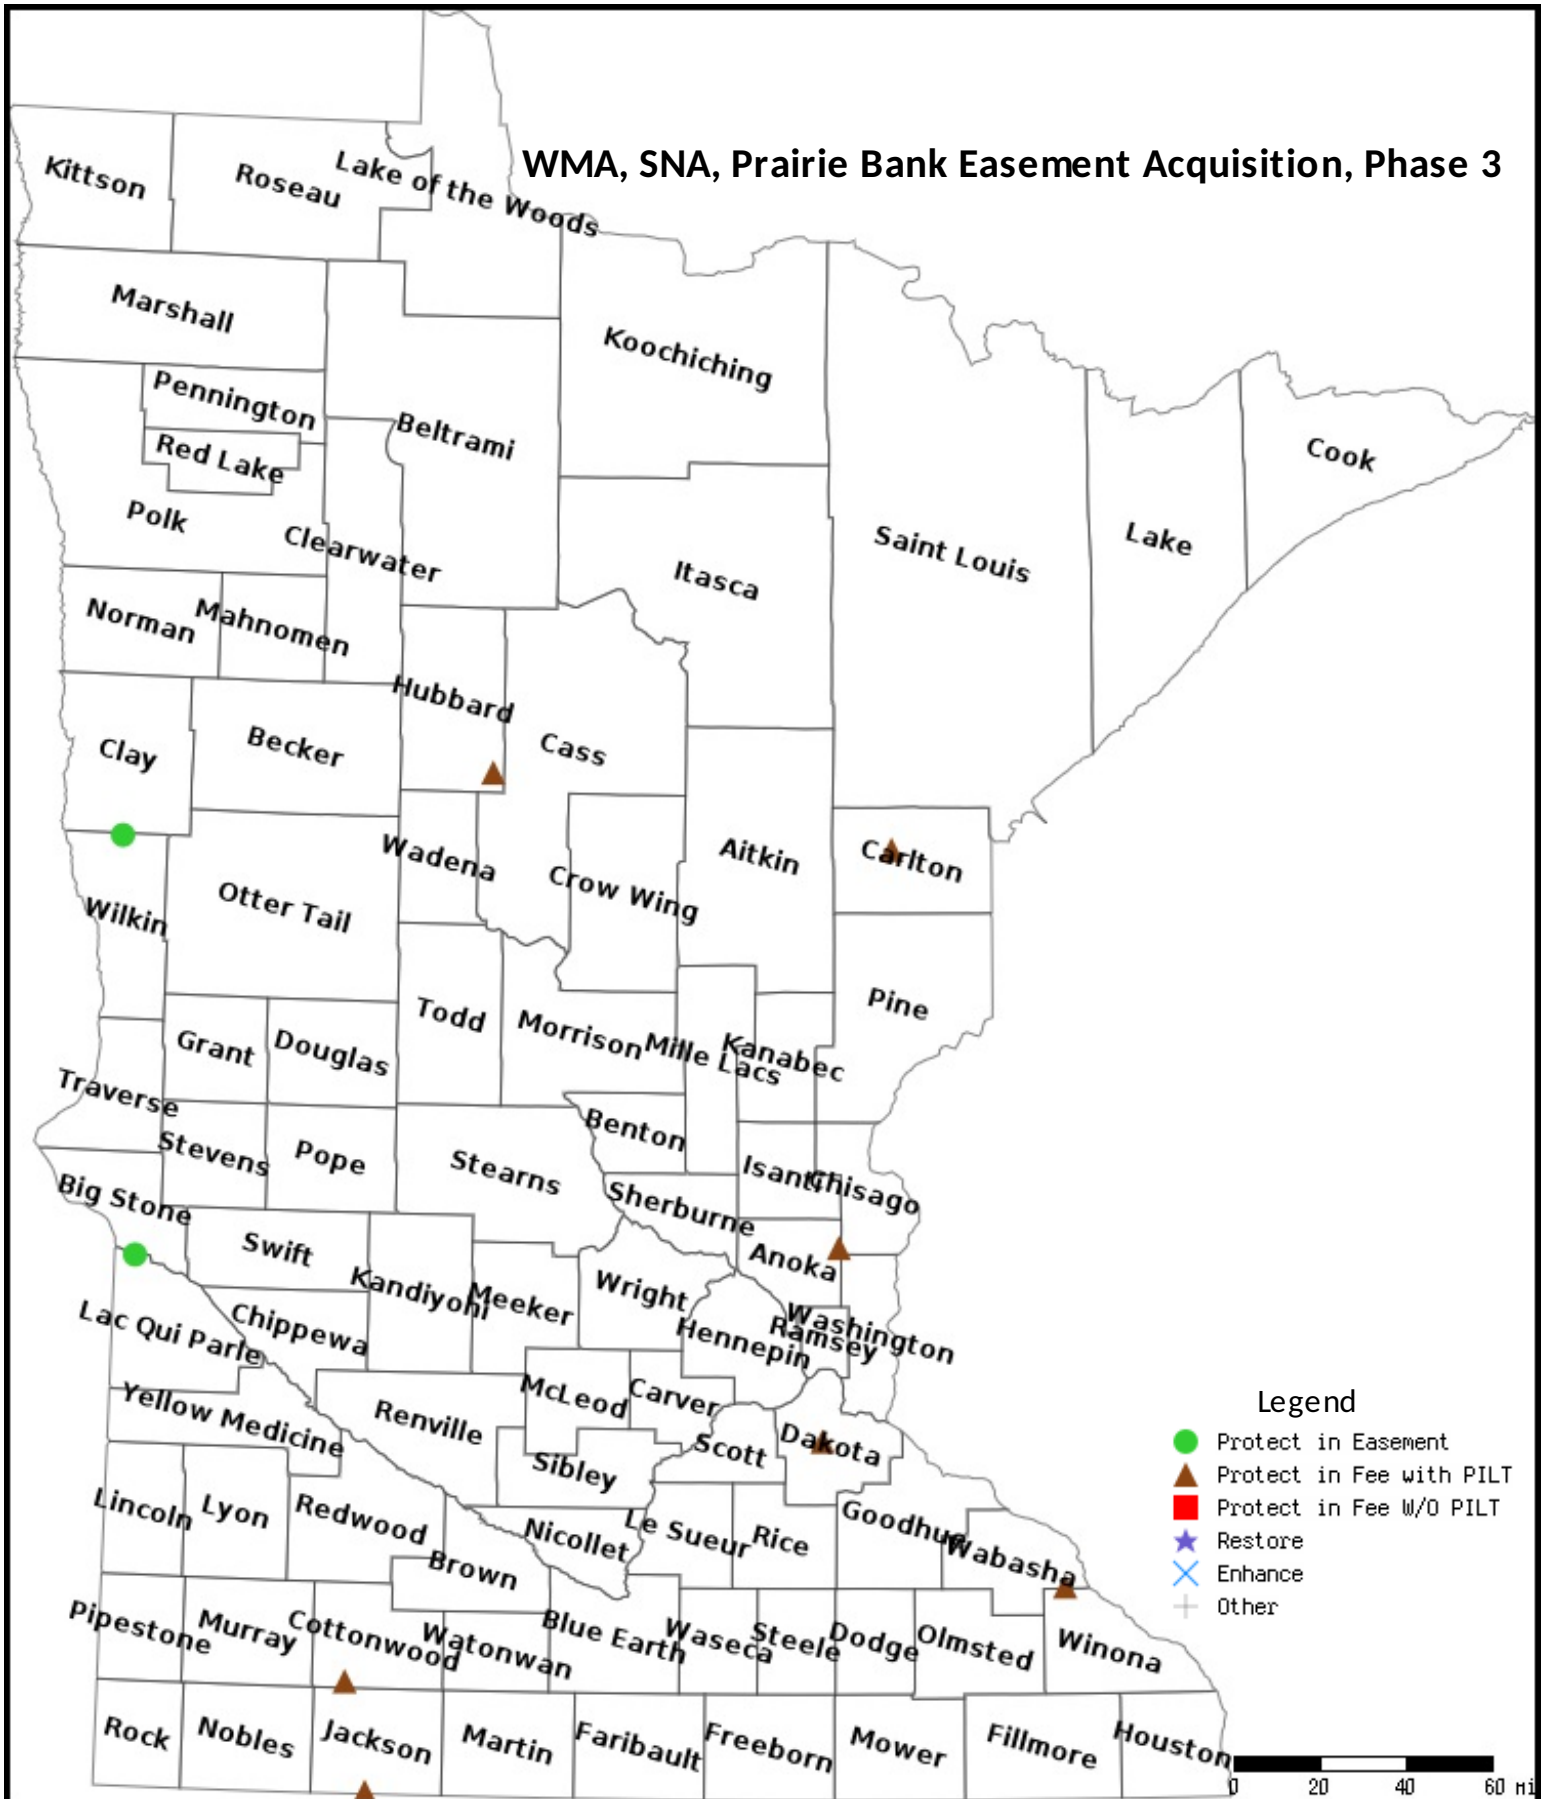 WMA, SNA, Prairie Bank Easement Acquisition, Phase 3
Kittson
Roseau
Lake of the Woods
Marshall
Koochiching
Pennington
Beltrami
Red Lake
Cook
Polk
Clearwater
Saint Louis
Lake
Itasca
Norman
Mahnomen
Hubbard
Clay
Becker
Cass
Wadena
Aitkin
Carlton
Crow Wing
Otter Tail
Wilkin
Pine
Todd
Morrison
Mille Lacs
Kanabec
Grant
Douglas
Traverse
Benton
Stevens
Pope
Stearns
Isanti
Chisago
Big Stone
Sherburne
Swift
Anoka
Kandiyohi
Meeker
Wright
Lac Qui Parle
Chippewa
Hennepin
Ramsey
Washington
McLeod
Carver
Yellow Medicine
Renville
Scott
Dakota
Sibley
Legend
Protect in Easement
Protect in Fee with PILT
Protect in Fee W/O PILT
Restore
Enhance
Other
Lincoln
Lyon
Redwood
Nicollet
Le Sueur
Rice
Goodhue
Wabasha
Brown
Pipestone
Murray
Cottonwood
Watonwan
Blue Earth
Waseca
Steele
Dodge
Olmsted
Winona
Rock
Nobles
Jackson
Martin
Faribault
Freeborn
Mower
Fillmore
Houston
0 20 40 60 mi